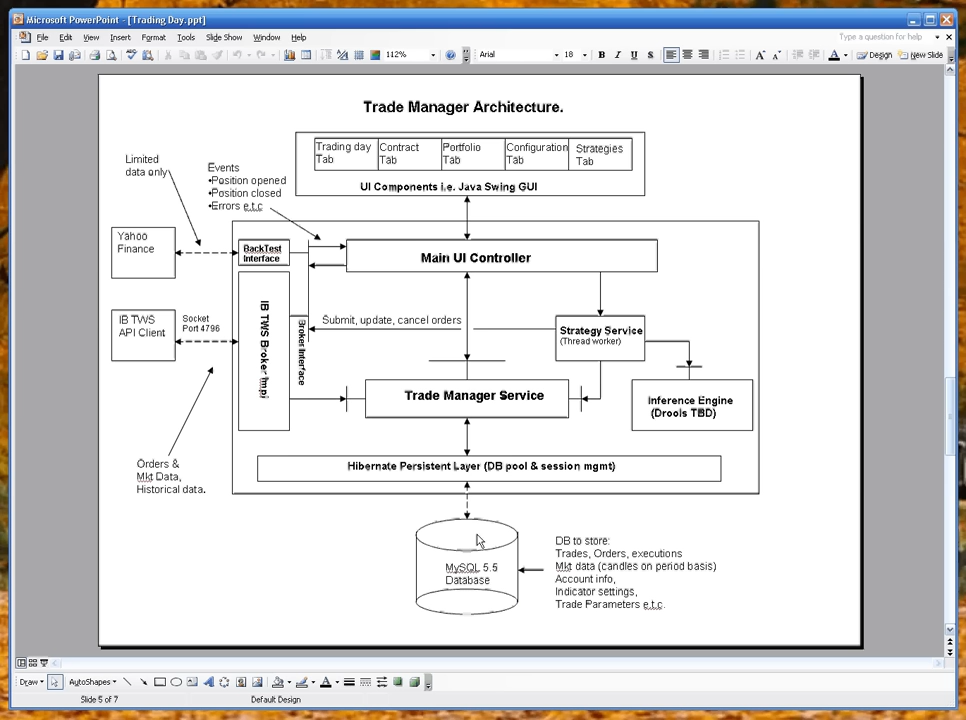 Microsoft PowerPoint - [Trading Day.ppt]
File Edit View Insert Format Tools Slide Show Window Help
Type a question for help
112%
Arial
18
B I U S
Design
New Slide
Trade Manager Architecture.
Trading day Tab
Contract Tab
Portfolio Tab
Configuration Tab
Strategies Tab
UI Components i.e. Java Swing GUI
Limited
data only
Events
•Position opened
•Position closed
•Errors e.t.c
Yahoo
Finance
BackTest
Interface
Main UI Controller
IB TWS
API Client
Socket
Port 4796
IB TWS Broker Impl
Broker Interface
Submit, update, cancel orders
Strategy Service
(Thread worker)
Trade Manager Service
Inference Engine
(Drools TBD)
Orders &
Mkt Data,
Historical data.
Hibernate Persistent Layer (DB pool & session mgmt)
MySQL 5.5
Database
DB to store:
Trades, Orders, executions
Mkt data (candles on period basis)
Account info,
Indicator settings,
Trade Parameters e.t.c.
Draw
AutoShapes
Slide 5 of 7
Default Design